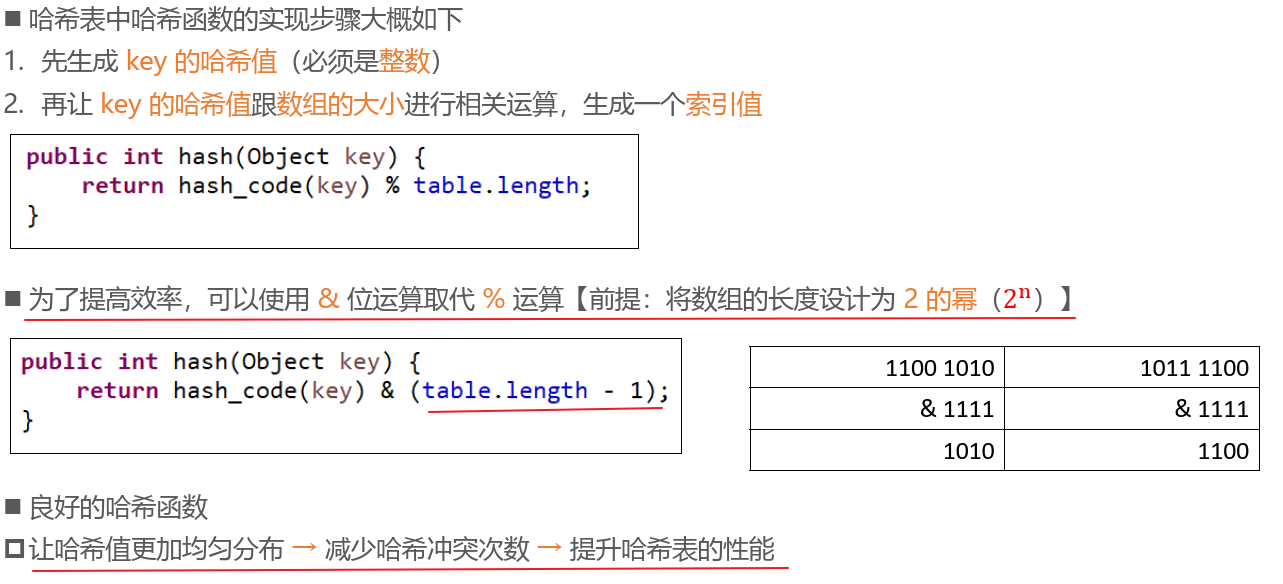 ■ 哈希表中哈希函数的实现步骤大概如下
1. 先生成 key 的哈希值（必须是整数）
2. 再让 key 的哈希值跟数组的大小进行相关运算，生成一个索引值
public int hash(Object key) {
    return hash_code(key) % table.length;
}
■ 为了提高效率，可以使用 & 位运算取代 % 运算【前提：将数组的长度设计为 2 的幂（2ⁿ）】
public int hash(Object key) {
    return hash_code(key) & (table.length - 1);
}
1100 1010 1011 1100
& 1111 & 1111
1010 1100
■ 良好的哈希函数
让哈希值更加均匀分布 → 减少哈希冲突次数 → 提升哈希表的性能